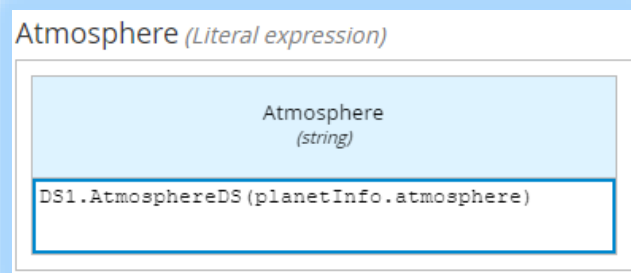 Atmosphere (Literal expression)
Atmosphere
(string)
DS1.AtmosphereDS(planetInfo.atmosphere)